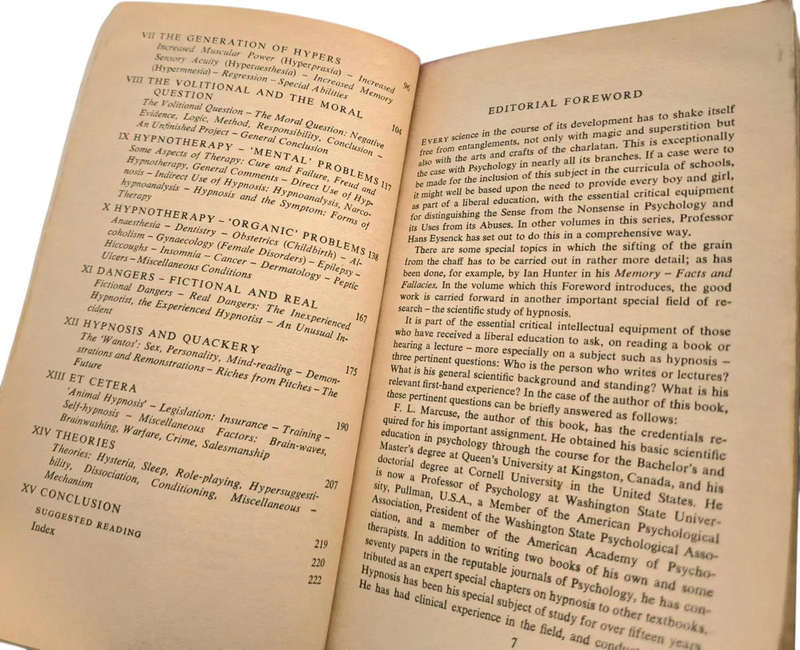 VII THE GENERATION OF HYPERS
Increased Muscular Power (Hyperpraxia) – Increased
Sensory Acuity (Hyperaesthesia) – Increased Memory
(Hypermnesia) – Regression – Special Abilities 96
VIII THE VOLITIONAL AND THE MORAL
QUESTION 104
The Volitional Question – The Moral Question: Negative
Evidence, Logic, Method, Responsibility, Conclusion –
An Unfinished Project – General Conclusion
IX HYPNOTHERAPY – 'MENTAL' PROBLEMS 117
Some Aspects of Therapy: Cure and Failure, Freud and
Hypnotherapy, General Comments – Direct Use of Hyp-
nosis – Indirect Use of Hypnosis: Hypnoanalysis, Narco-
hypnoanalysis – Hypnosis and the Symptom: Forms of
Therapy
X HYPNOTHERAPY – 'ORGANIC' PROBLEMS 138
Anaesthesia – Dentistry – Obstetrics (Childbirth) – Al-
coholism – Gynaecology (Female Disorders) – Epilepsy –
Hiccoughs – Insomnia – Cancer – Dermatology – Peptic
Ulcers – Miscellaneous Conditions
XI DANGERS – FICTIONAL AND REAL 167
Fictional Dangers – Real Dangers: The Inexperienced
Hypnotist, the Experienced Hypnotist – An Unusual In-
cident
XII HYPNOSIS AND QUACKERY 175
The 'Wantos': Sex, Personality, Mind-reading – Demon-
strations and Remonstrations – Riches from Pitches – The
Future
XIII ET CETERA 190
'Animal Hypnosis' – Legislation: Insurance – Training –
Self-hypnosis – Miscellaneous Factors: Brain-waves,
Brainwashing, Warfare, Crime, Salesmanship
XIV THEORIES 207
Theories: Hysteria, Sleep, Role-playing, Hypersuggesti-
bility, Dissociation, Conditioning, Miscellaneous –
Mechanism
XV CONCLUSION 219
SUGGESTED READING 220
Index 222
EDITORIAL FOREWORD
EVERY science in the course of its development has to shake itself
free from entanglements, not only with magic and superstition but
also with the arts and crafts of the charlatan. This is exceptionally
the case with Psychology in nearly all its branches. If a case were to
be made for the inclusion of this subject in the curricula of schools,
it might well be based upon the need to provide every boy and girl,
as part of a liberal education, with the essential critical equipment
for distinguishing the Sense from the Nonsense in Psychology and
its Uses from its Abuses. In other volumes in this series, Professor
Hans Eysenck has set out to do this in a comprehensive way.
There are some special topics in which the sifting of the grain
from the chaff has to be carried out in rather more detail; as has
been done, for example, by Ian Hunter in his Memory – Facts and
Fallacies. In the volume which this Foreword introduces, the good
work is carried forward in another important special field of re-
search – the scientific study of hypnosis.
It is part of the essential critical intellectual equipment of those
who have received a liberal education to ask, on reading a book or
hearing a lecture – more especially on a subject such as hypnosis –
three pertinent questions: Who is the person who writes or lectures?
What is his general scientific background and standing? What is his
relevant first-hand experience? In the case of the author of this book,
these pertinent questions can be briefly answered as follows:
F. L. Marcuse, the author of this book, has the credentials re-
quired for his important assignment. He obtained his basic scientific
education in psychology through the course for the Bachelor's and
Master's degree at Queen's University at Kingston, Canada, and his
doctorial degree at Cornell University in the United States. He
is now a Professor of Psychology at Washington State Univer-
sity, Pullman, U.S.A., a Member of the American Psychological
Association, President of the Washington State Psychological Asso-
ciation, and a member of the American Academy of Psycho-
therapists. In addition to writing two books of his own and some
seventy papers in the reputable journals of Psychology, he has con-
tributed as an expert special chapters on hypnosis to other textbooks.
Hypnosis has been his special subject of study for over fifteen years.
He has had clinical experience in the field, and
7